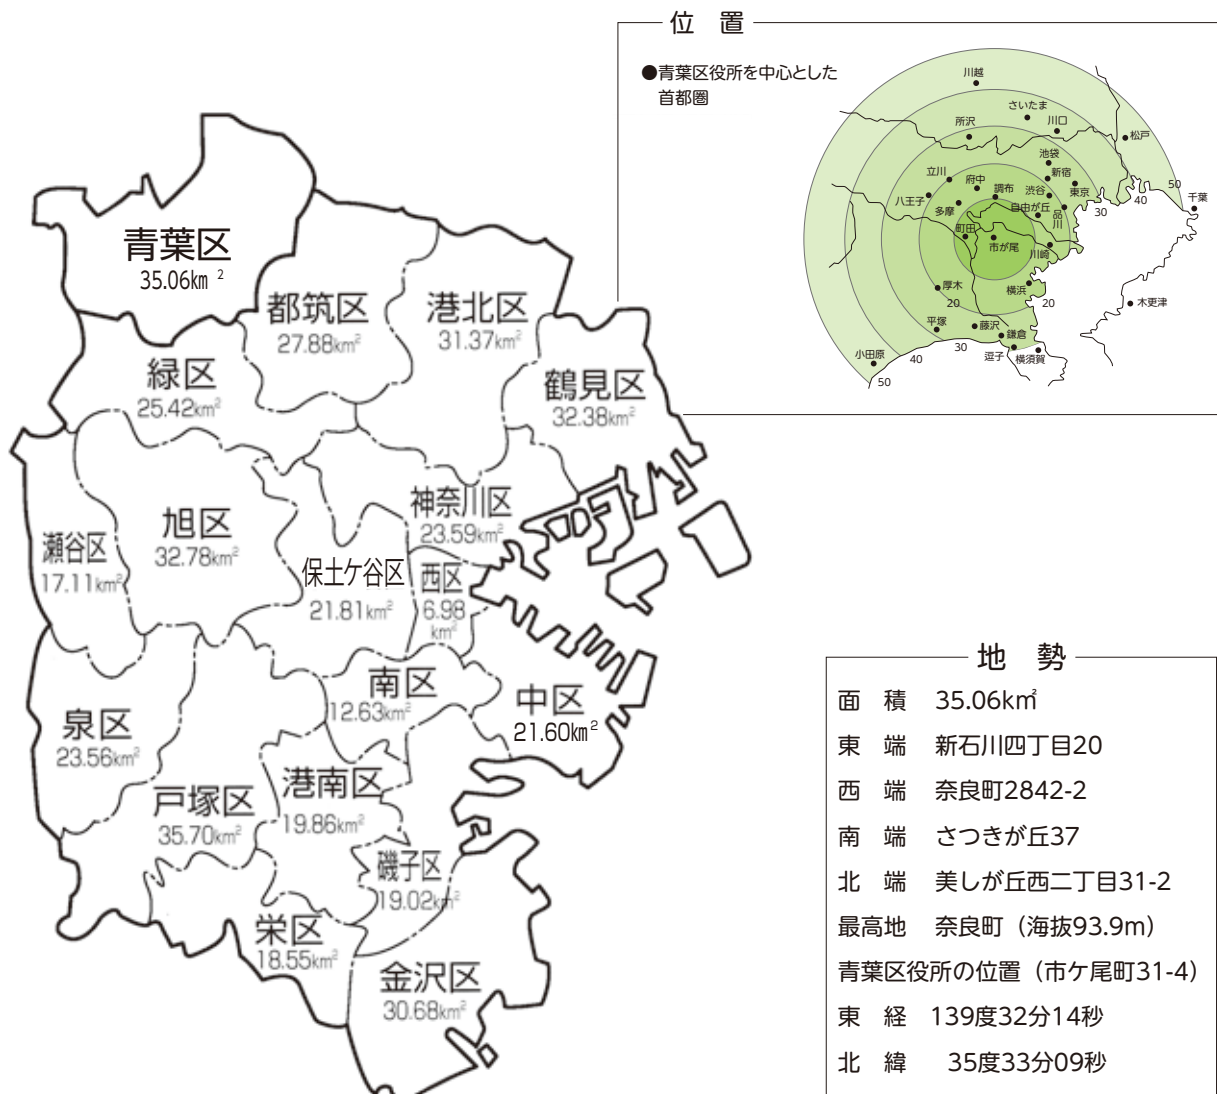 位 置
●青葉区役所を中心とした
首都圏
川越
さいたま
川口
所沢
松戸
池袋
新宿
立川
府中
調布
渋谷
東京
50
40
30
千葉
八王子
多摩
自由が丘
品川
町田
市が尾
川崎
厚木
横浜
20
20
木更津
平塚
藤沢
鎌倉
小田原
40
30
逗子
横須賀
50
青葉区
35.06km²
都筑区
27.88km²
港北区
31.37km²
緑区
25.42km²
鶴見区
32.38km²
神奈川区
23.59km²
旭区
32.78km²
瀬谷区
17.11km²
保土ケ谷区
21.81km²
西区
6.98
km²
南区
12.63km²
中区
21.60km²
泉区
23.56km²
戸塚区
35.70km²
港南区
19.86km²
磯子区
19.02km²
栄区
18.55km²
金沢区
30.68km²
地 勢
面 積 35.06㎢
東 端 新石川四丁目20
西 端 奈良町2842-2
南 端 さつきが丘37
北 端 美しが丘西二丁目31-2
最高地 奈良町（海抜93.9m）
青葉区役所の位置（市ケ尾町31-4）
東 経 139度32分14秒
北 緯 35度33分09秒